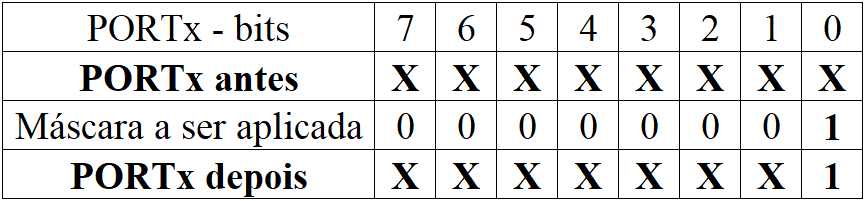 PORTx - bits 7 6 5 4 3 2 1 0
PORTx antes X X X X X X X X
Máscara a ser aplicada 0 0 0 0 0 0 0 1
PORTx depois X X X X X X X 1